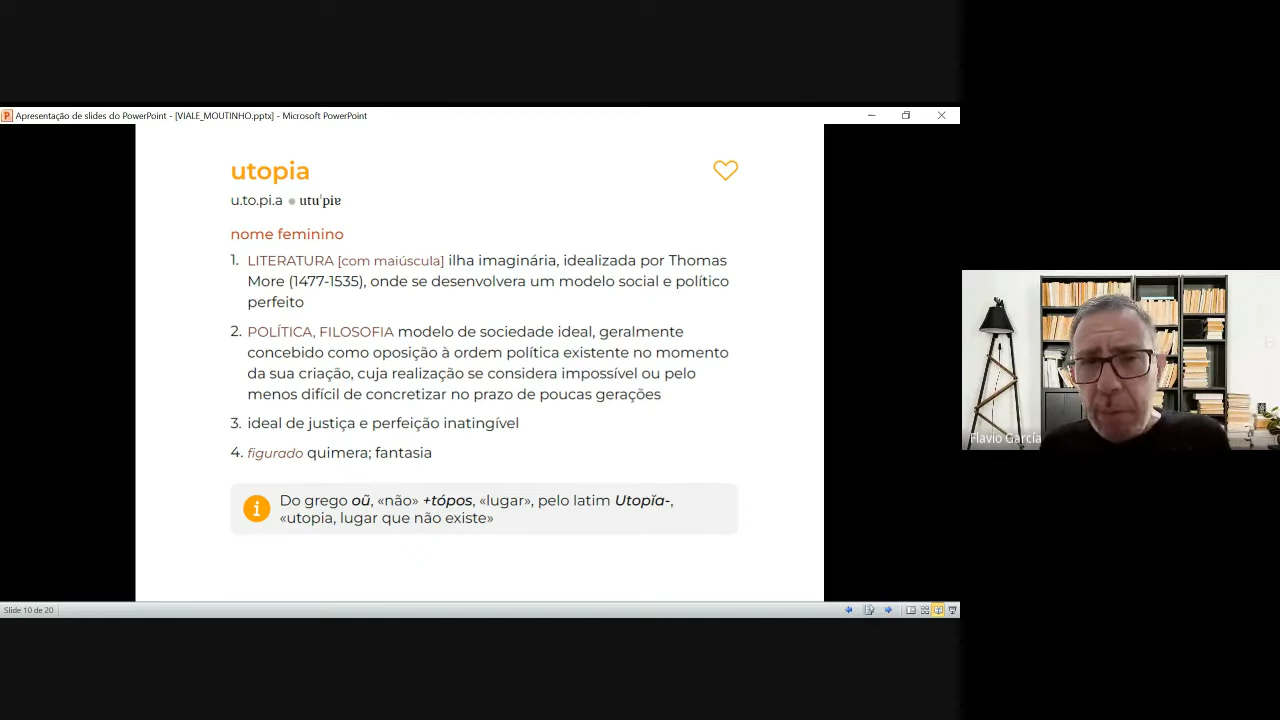 Apresentação de slides do PowerPoint - [VIALE_MOUTINHO.pptx] - Microsoft PowerPoint
utopia
u.to.pi.a ● utuˈpiɐ
nome feminino
1. LITERATURA [com maiúscula] ilha imaginária, idealizada por Thomas
More (1477-1535), onde se desenvolvera um modelo social e político
perfeito
2. POLÍTICA, FILOSOFIA modelo de sociedade ideal, geralmente
concebido como oposição à ordem política existente no momento
da sua criação, cuja realização se considera impossível ou pelo
menos difícil de concretizar no prazo de poucas gerações
3. ideal de justiça e perfeição inatingível
4. figurado quimera; fantasia
Do grego oũ, «não» +tópos, «lugar», pelo latim Utopĭa-,
«utopia, lugar que não existe»
Flavio García
Slide 10 de 20